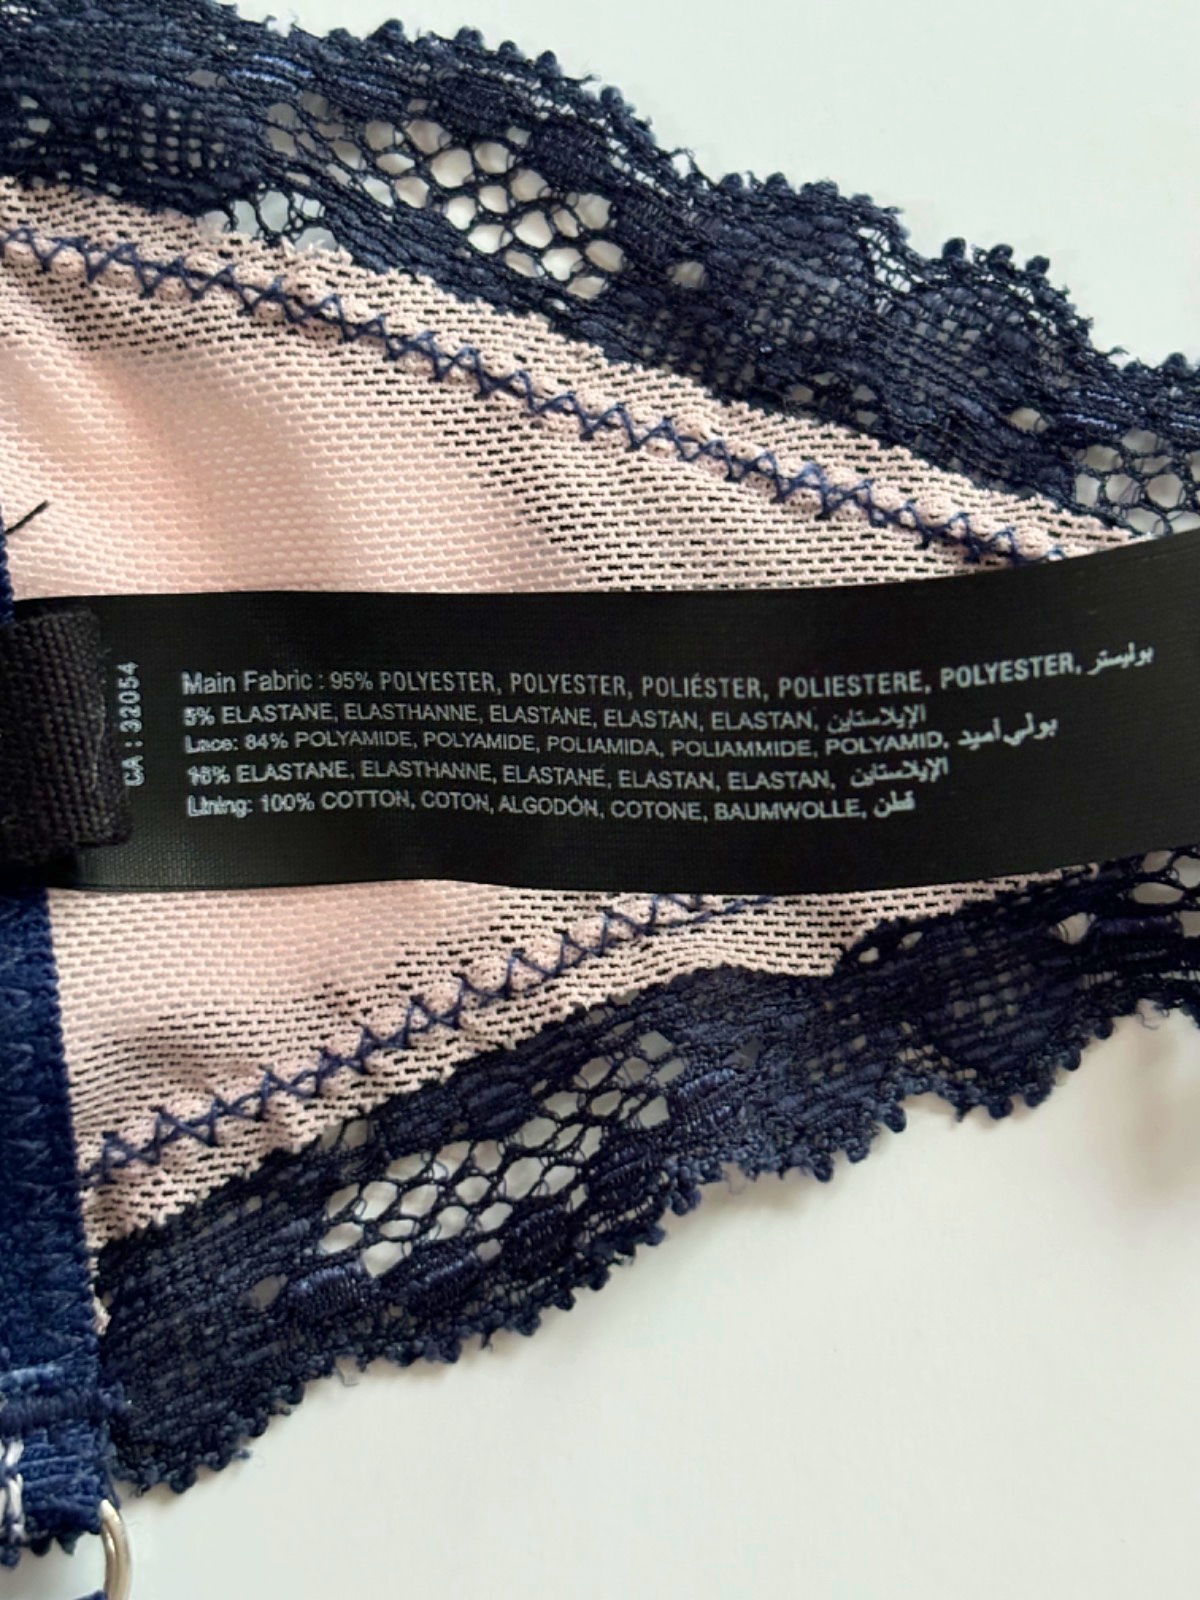 CA : 32054
Main Fabric : 95% POLYESTER, POLYESTER, POLIÉSTER, POLIESTERE, POLYESTER, بوليستر
5% ELASTANE, ELASTHANNE, ELASTANE, ELASTAN, ELASTAN, الإيلاستاين
Lace: 84% POLYAMIDE, POLYAMIDE, POLIAMIDA, POLIAMMIDE, POLYAMID, بولي أميد
16% ELASTANE, ELASTHANNE, ELASTANE, ELASTAN, ELASTAN, الإيلاستاين
Lining: 100% COTTON, COTON, ALGODÓN, COTONE, BAUMWOLLE, قطن